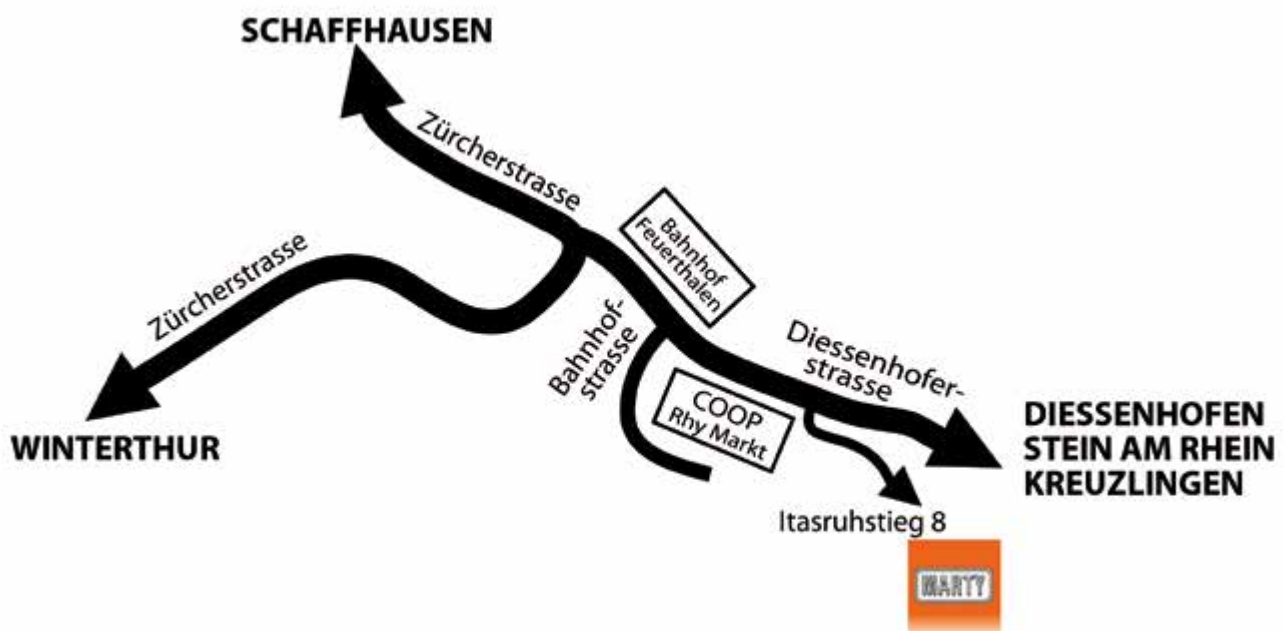 SCHAFFHAUSEN
Zürcherstrasse
Zürcherstrasse
WINTERTHUR
Bahnhof
Feuerthalen
Bahnhof-
strasse
COOP
Rhy Markt
Diessenhofer-
strasse
DIESSENHOFEN
STEIN AM RHEIN
KREUZLINGEN
Itasruhstieg 8
MARTY